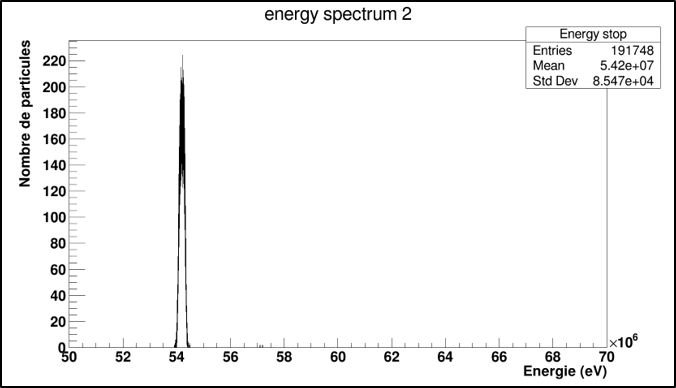 energy spectrum 2
Energy stop
Entries 191748
Mean 5.42e+07
Std Dev 8.547e+04
Nombre de particules
220
200
180
160
140
120
100
80
60
40
20
0
50 52 54 56 58 60 62 64 66 68 70
×10⁶
Energie (eV)